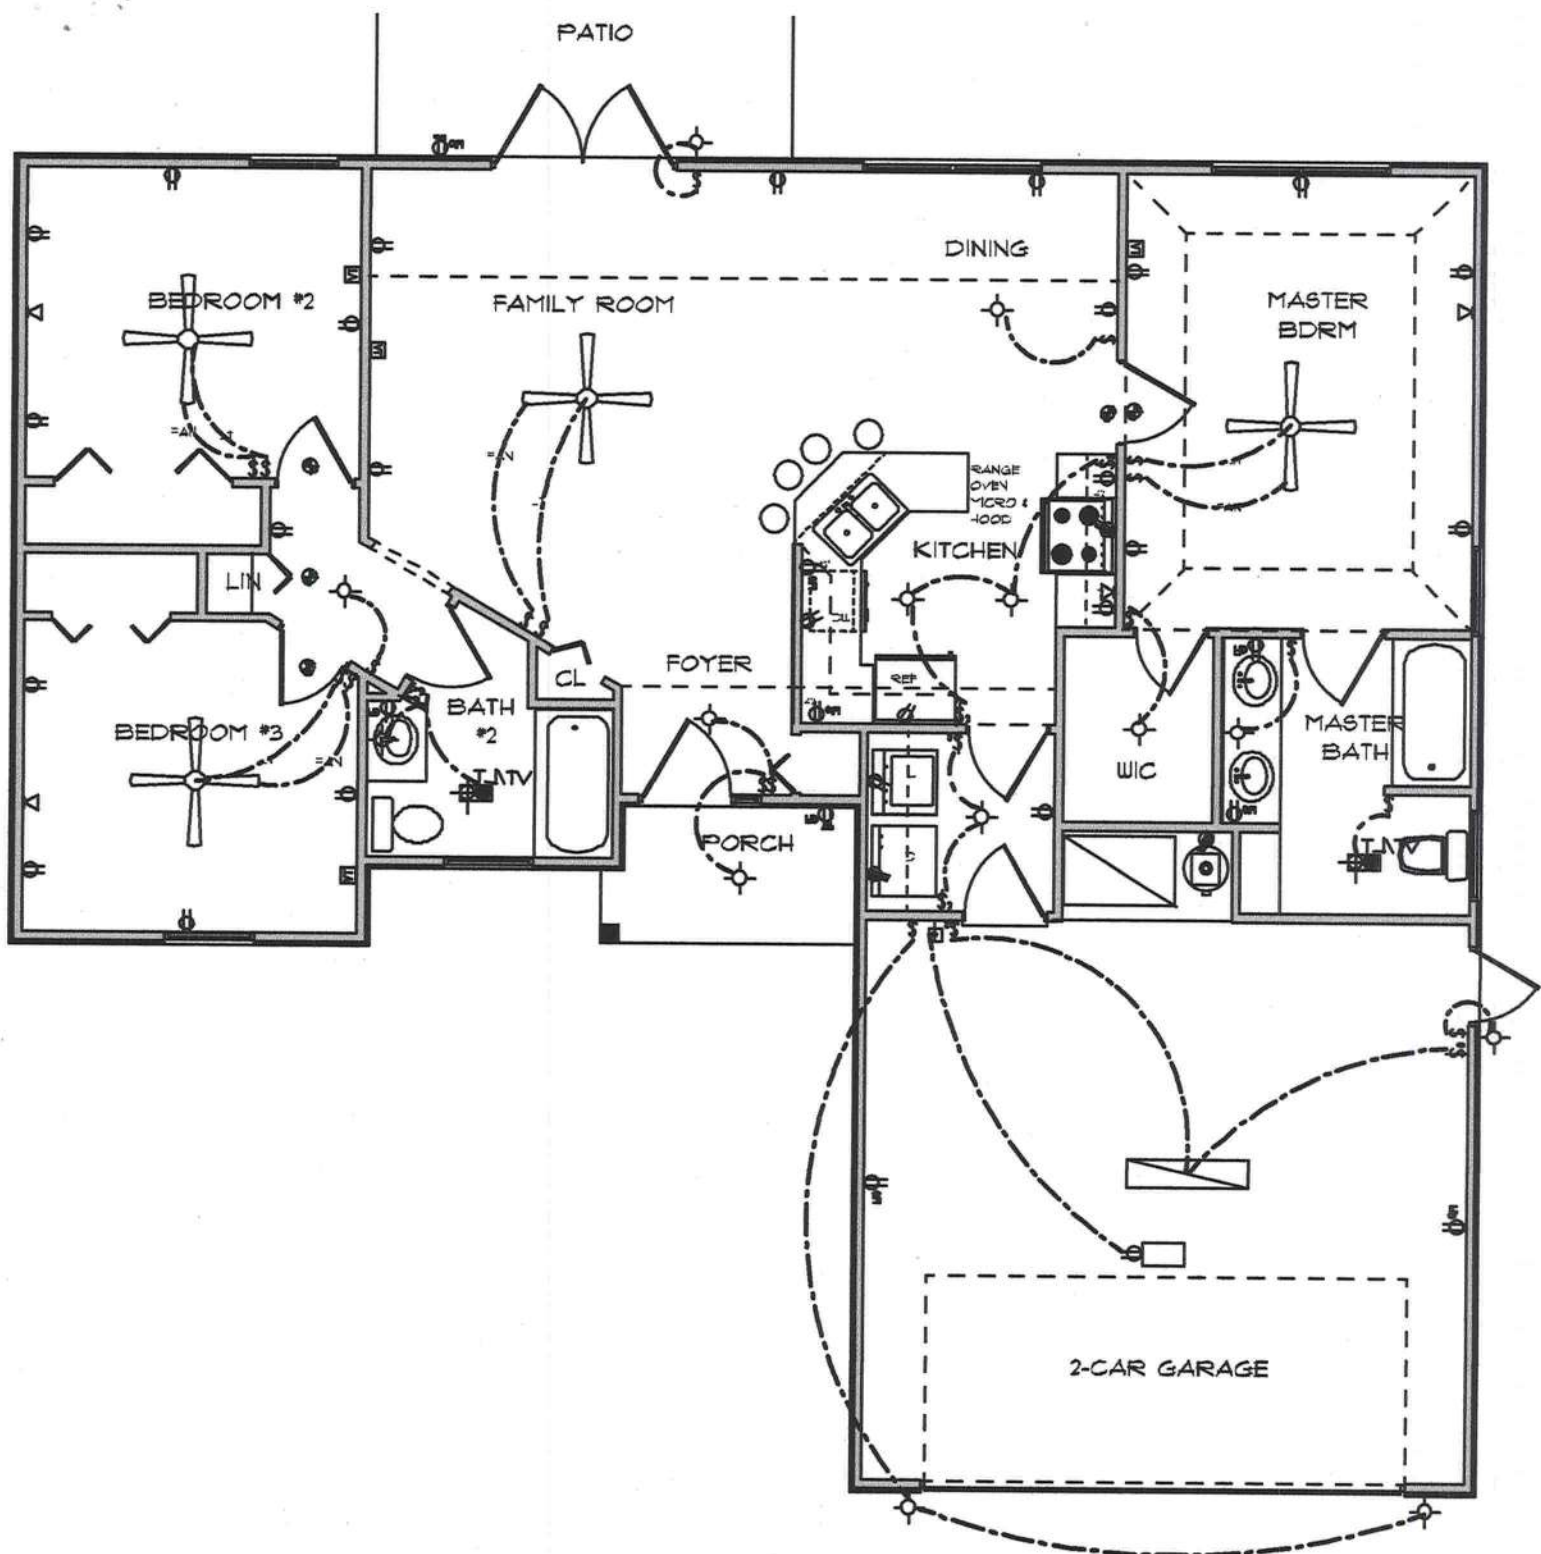 PATIO
DINING
BEDROOM #2
FAMILY ROOM
MASTER
BDRM
RANGE
OVEN
MICRO &
HOOD
KITCHEN
LIN
FOYER
CL
REF
BATH
#2
BEDROOM #3
MASTER
BATH
WIC
PORCH
2-CAR GARAGE